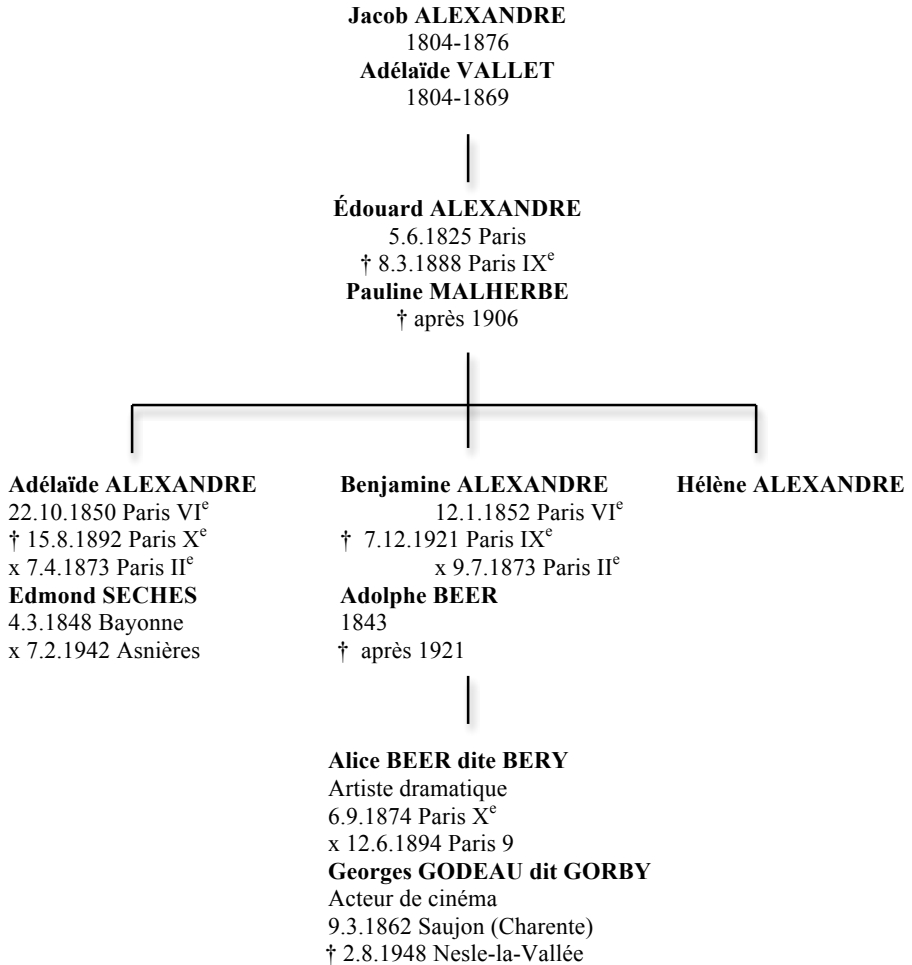 Jacob ALEXANDRE
1804-1876
Adélaïde VALLET
1804-1869
Édouard ALEXANDRE
5.6.1825 Paris
† 8.3.1888 Paris IXe
Pauline MALHERBE
† après 1906
Adélaïde ALEXANDRE
22.10.1850 Paris VIe
† 15.8.1892 Paris Xe
x 7.4.1873 Paris IIe
Edmond SECHES
4.3.1848 Bayonne
x 7.2.1942 Asnières
Benjamine ALEXANDRE
12.1.1852 Paris VIe
† 7.12.1921 Paris IXe
x 9.7.1873 Paris IIe
Adolphe BEER
1843
† après 1921
Hélène ALEXANDRE
Alice BEER dite BERY
Artiste dramatique
6.9.1874 Paris Xe
x 12.6.1894 Paris 9
Georges GODEAU dit GORBY
Acteur de cinéma
9.3.1862 Saujon (Charente)
† 2.8.1948 Nesle-la-Vallée